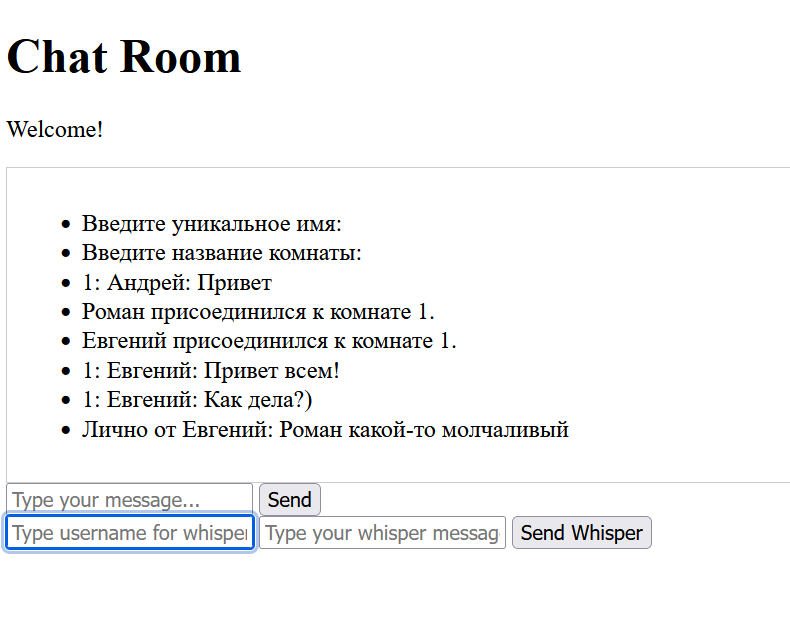 Chat Room
Welcome!
Введите уникальное имя:
Введите название комнаты:
1: Андрей: Привет
Роман присоединился к комнате 1.
Евгений присоединился к комнате 1.
1: Евгений: Привет всем!
1: Евгений: Как дела?)
Лично от Евгений: Роман какой-то молчаливый
Type your message... Send
Type username for whisper Type your whisper messag Send Whisper